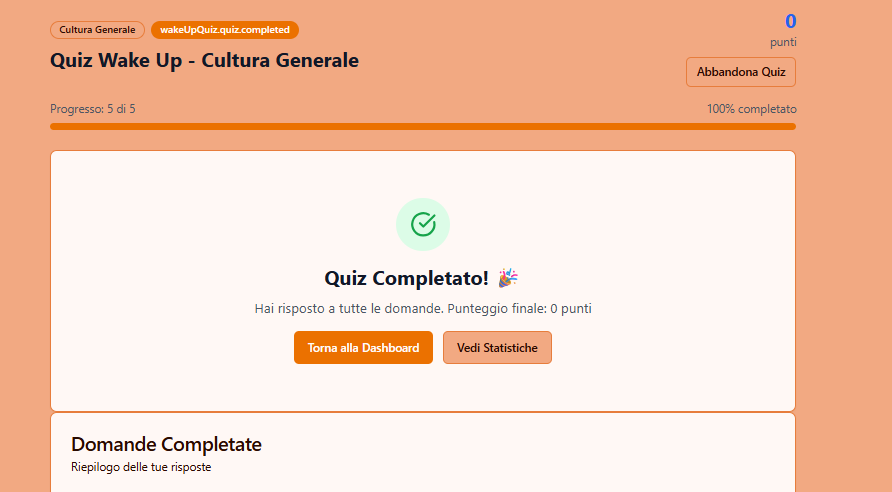 Cultura Generale wakeUpQuiz.quiz.completed
0
punti
Quiz Wake Up - Cultura Generale
Abbandona Quiz
Progresso: 5 di 5
100% completato
Quiz Completato! 🎉
Hai risposto a tutte le domande. Punteggio finale: 0 punti
Torna alla Dashboard
Vedi Statistiche
Domande Completate
Riepilogo delle tue risposte